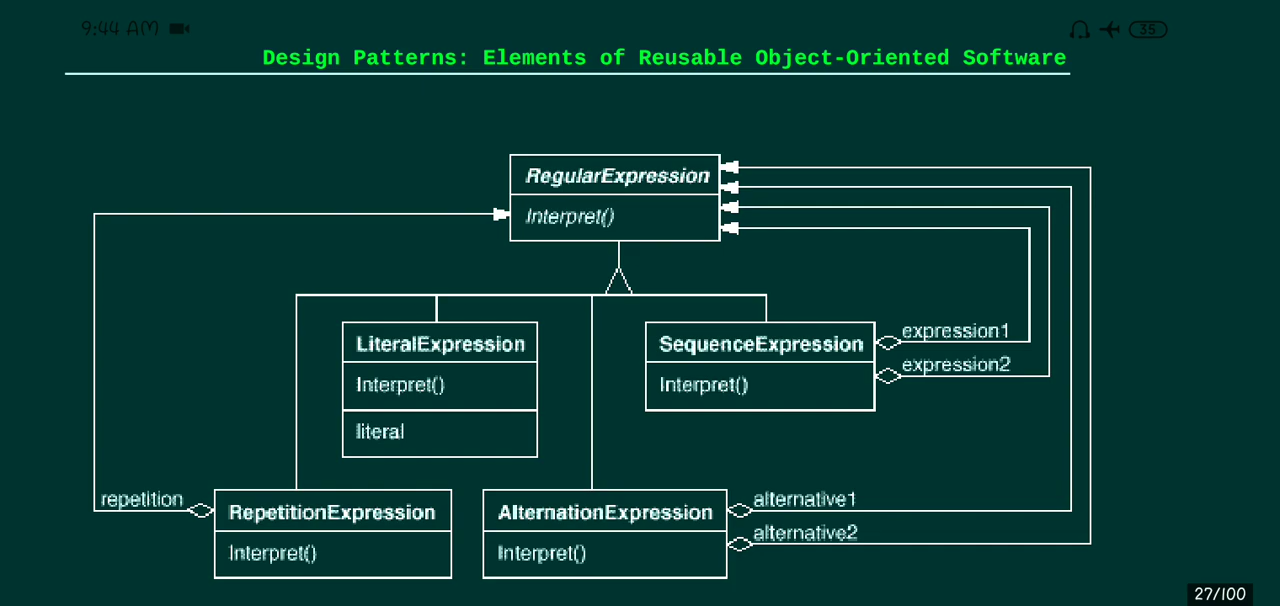 9:44 AM
35
Design Patterns: Elements of Reusable Object-Oriented Software
RegularExpression
Interpret()
LiteralExpression
Interpret()
literal
SequenceExpression
Interpret()
expression1
expression2
repetition
RepetitionExpression
Interpret()
AlternationExpression
Interpret()
alternative1
alternative2
27/100